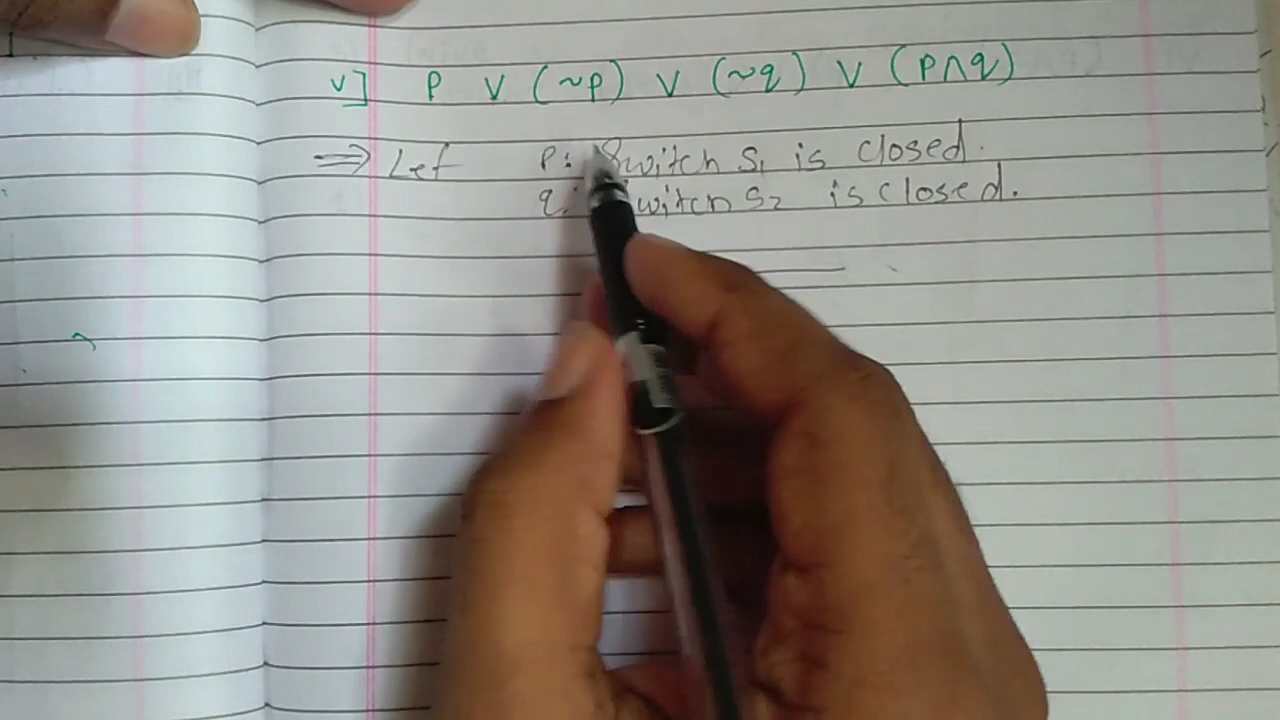 v] p ∨ (~p) ∨ (~q) ∨ (p∧q)
⇒ Let p: Switch S₁ is closed.
q: Switch S₂ is closed.